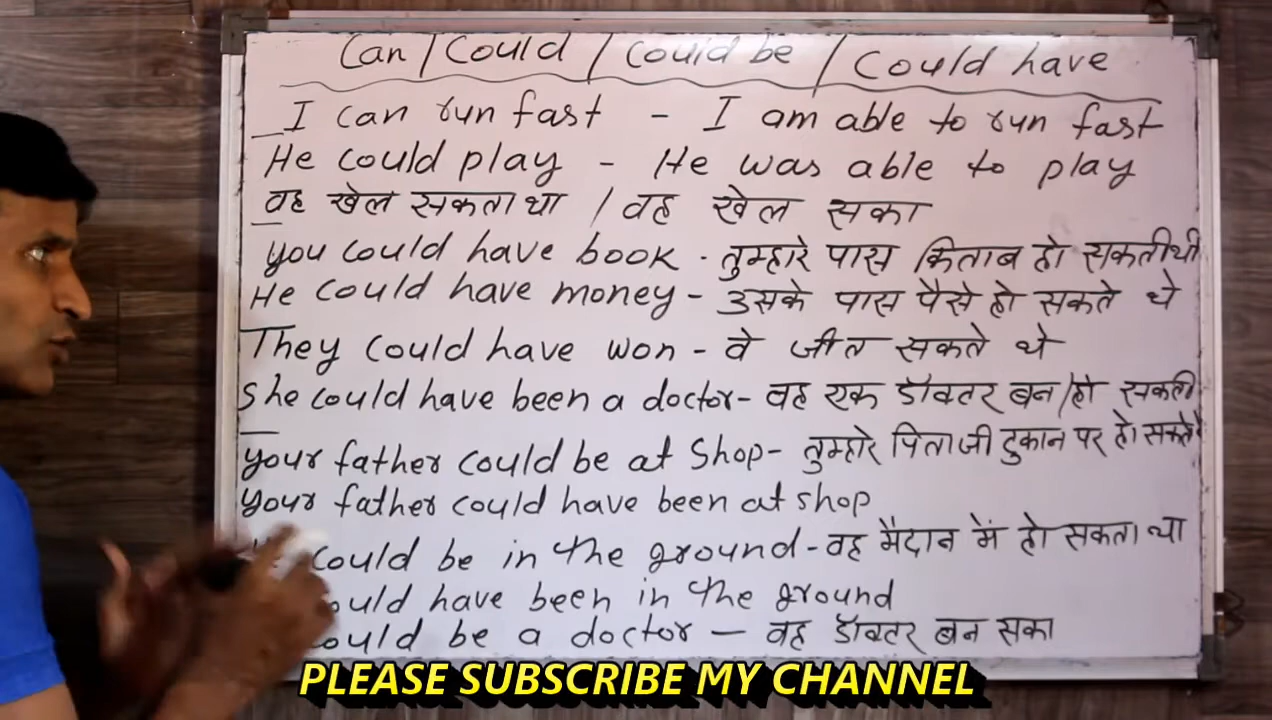 Can / Could / Could be / Could have
I can run fast - I am able to run fast
He could play - He was able to play
वह खेल सकता था / वह खेल सका
you could have book - तुम्हारे पास किताब हो सकती थी
He could have money - उसके पास पैसे हो सकते थे
They could have won - वे जीत सकते थे
She could have been a doctor - वह एक डॉक्टर बन/हो सकती
your father could be at shop - तुम्हारे पिताजी दुकान पर हो सकते
your father could have been at shop
could be in the ground - वह मैदान में हो सकता था
could have been in the ground
could be a doctor - वह डॉक्टर बन सका
PLEASE SUBSCRIBE MY CHANNEL